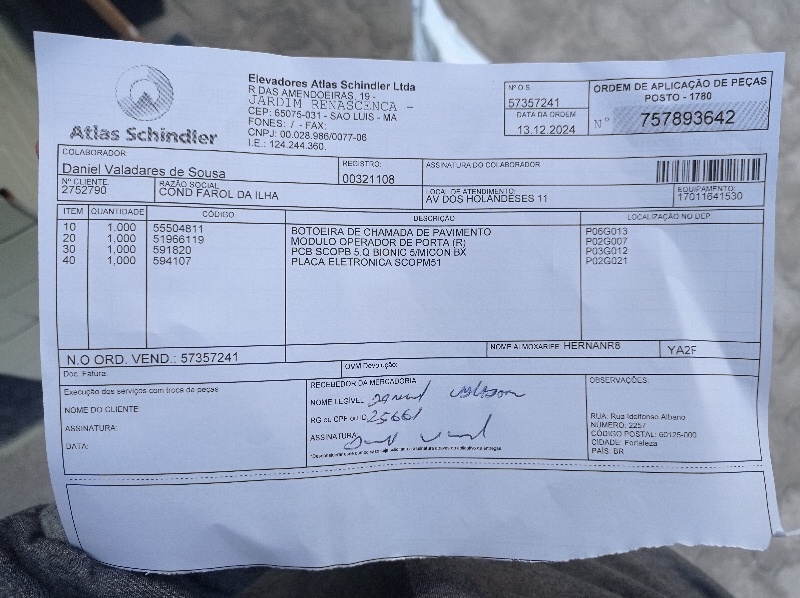 Atlas Schindler
Elevadores Atlas Schindler Ltda
R DAS AMENDOEIRAS, 19 -
JARDIM RENASCENCA -
CEP: 65075-031 - SAO LUIS - MA
FONES: / - FAX:
CNPJ: 00.028.986/0077-06
I.E.: 124.244.360.
Nº O.S.
57357241
DATA DA ORDEM
13.12.2024
ORDEM DE APLICAÇÃO DE PEÇAS
POSTO - 1780
N° 757893642
COLABORADOR:
Daniel Valadares de Sousa
REGISTRO:
00321108
ASSINATURA DO COLABORADOR
Nº CLIENTE:
2752790
RAZÃO SOCIAL
COND FAROL DA ILHA
LOCAL DE ATENDIMENTO:
AV DOS HOLANDESES 11
EQUIPAMENTO:
17011641530
ITEM QUANTIDADE CÓDIGO DESCRIÇÃO LOCALIZAÇÃO NO DEP
10 1,000 55504811 BOTOEIRA DE CHAMADA DE PAVIMENTO P06G013
20 1,000 51966119 MODULO OPERADOR DE PORTA (R) P02G007
30 1,000 591820 PCB SCOPB 5.Q BIONIC 5/MICON BX P03G012
40 1,000 594107 PLACA ELETRÔNICA SCOPM51 P02G021
N.O ORD. VEND.: 57357241
NOME ALMOXARIFE: HERNANR6
YA2F
Doc. Fatura:
OVM Devolução:
Execução dos serviços com troca de peças
NOME DO CLIENTE:
ASSINATURA:
DATA:
RECEBEDOR DA MERCADORIA
NOME LEGÍVEL:
RG ou CPF ou ID: 25661
ASSINATURA:
OBSERVAÇÕES:
RUA: Rua Ildifonso Albano
NÚMERO: 2257
CÓDIGO POSTAL: 60125-000
CIDADE: Fortaleza
PAÍS: BR